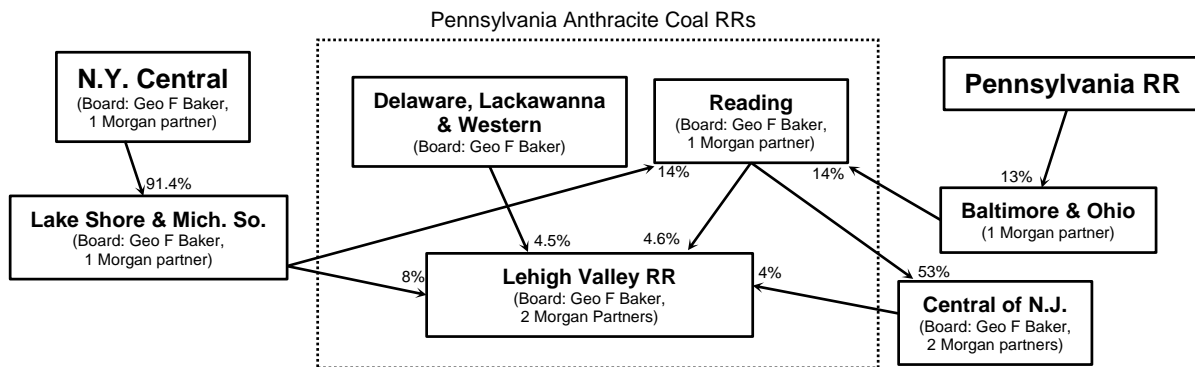 Pennsylvania Anthracite Coal RRs
N.Y. Central
(Board: Geo F Baker,
1 Morgan partner)
Delaware, Lackawanna
& Western
(Board: Geo F Baker)
Reading
(Board: Geo F Baker,
1 Morgan partner)
Pennsylvania RR
91.4%
14%
14%
13%
Lake Shore & Mich. So.
(Board: Geo F Baker,
1 Morgan partner)
Baltimore & Ohio
(1 Morgan partner)
4.5%
4.6%
8%
Lehigh Valley RR
(Board: Geo F Baker,
2 Morgan Partners)
4%
53%
Central of N.J.
(Board: Geo F Baker,
2 Morgan partners)